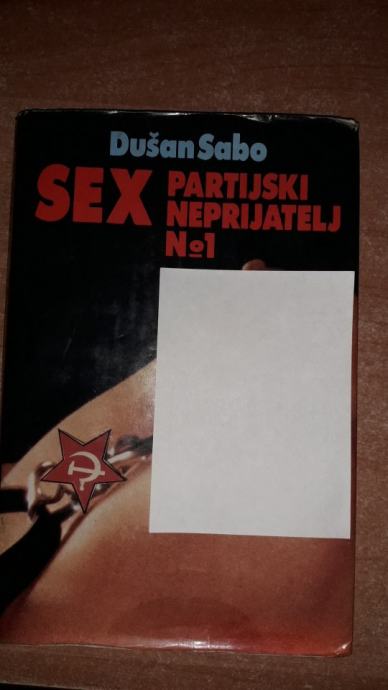 Dušan Sabo
SEX PARTIJSKI
NEPRIJATELJ
№1